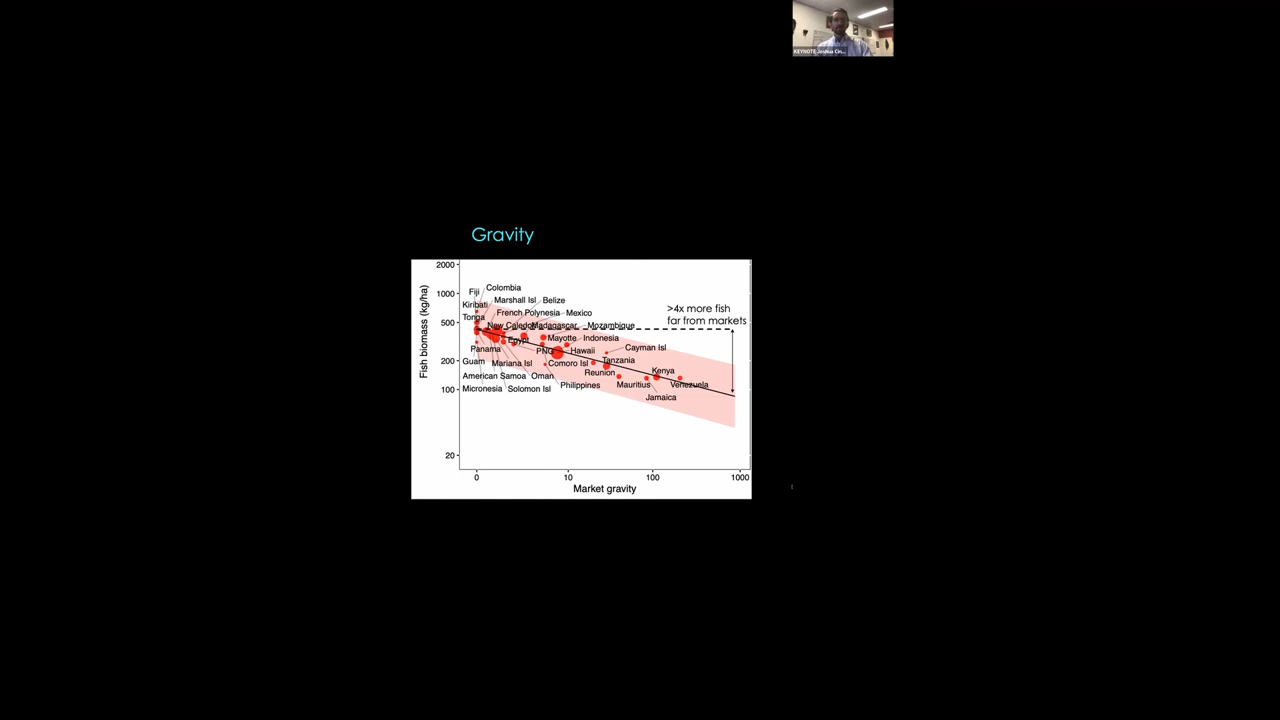 KEYNOTE Joshua Cin...
Gravity
2000
1000
500
200
100
20
Fish biomass (kg/ha)
Fiji
Colombia
Kiribati
Marshall Isl
Belize
Tonga
French Polynesia
Mexico
New Caledo
Madagascar
Mozambique
Egypt
Mayotte
Indonesia
Panama
PNG
Hawaii
Cayman Isl
Guam
Mariana Isl
Comoro Isl
Tanzania
American Samoa
Oman
Reunion
Kenya
Micronesia
Solomon Isl
Philippines
Mauritius
Venezuela
Jamaica
>4x more fish
far from markets
0
10
100
1000
Market gravity